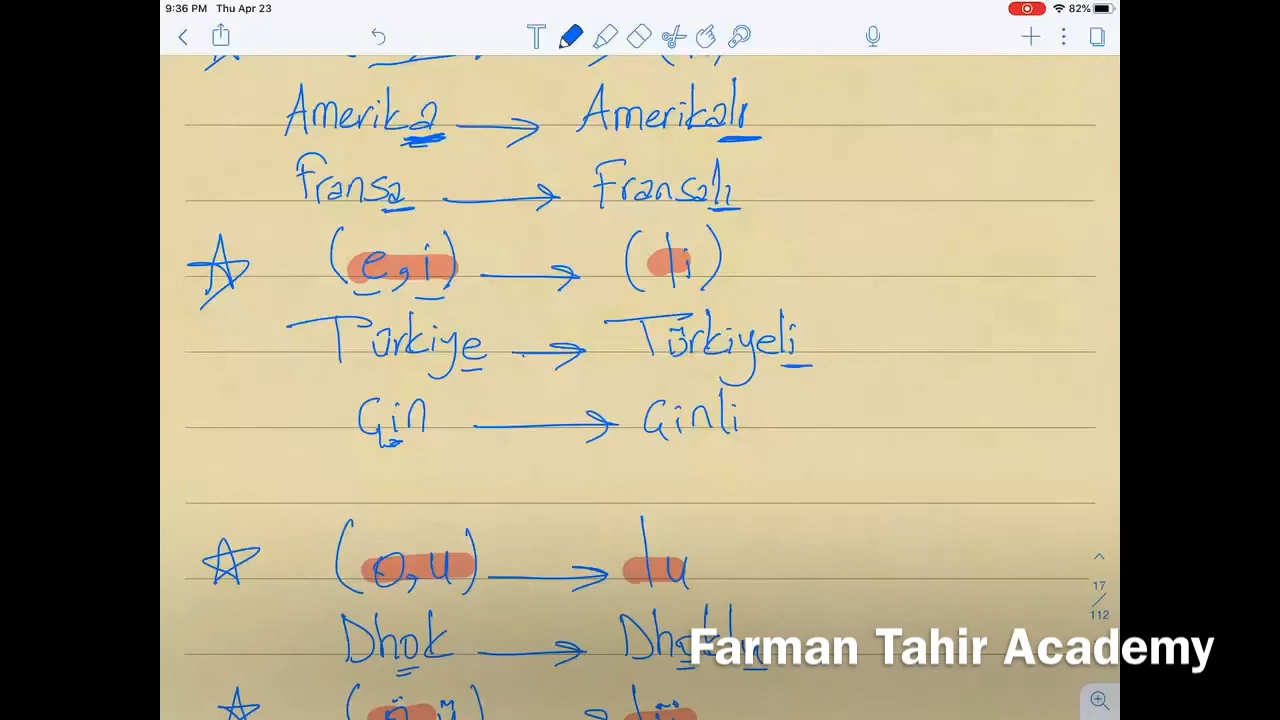 9:36 PM Thu Apr 23
82%
Amerika → Amerikalı
Fransa → Fransalı
(e, i) → (li)
Türkiye → Türkiyeli
Çin → Çinli
(o, u) → lu
17/112
Dhok →
Farman Tahir Academy
(ö, ü) → lü